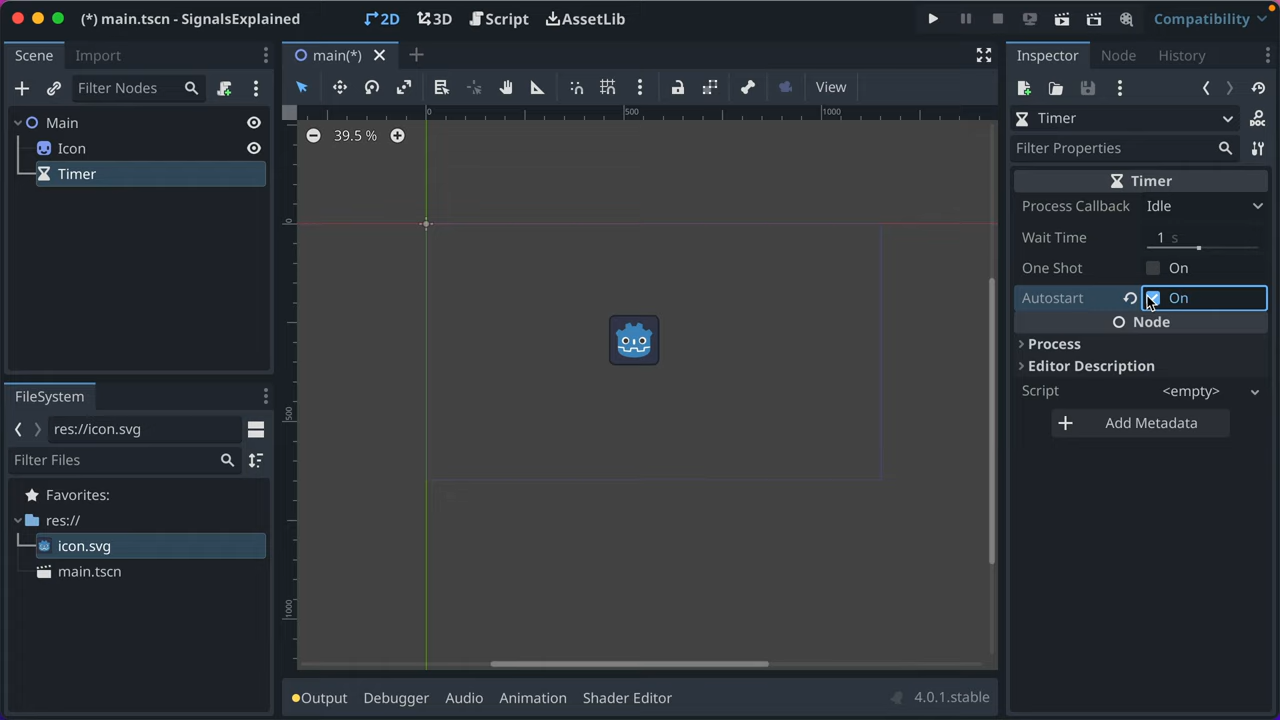 (*) main.tscn - SignalsExplained
2D
3D
Script
AssetLib
Compatibility
Scene
Import
main(*)
Inspector
Node
History
Filter Nodes
View
Main
Icon
Timer
0
500
1000
39.5 %
0
500
1000
Timer
Filter Properties
Timer
Process Callback
Idle
Wait Time
1 s
One Shot
On
Autostart
On
Node
Process
Editor Description
Script
<empty>
Add Metadata
FileSystem
res://icon.svg
Filter Files
Favorites:
res://
icon.svg
main.tscn
Output
Debugger
Audio
Animation
Shader Editor
4.0.1.stable